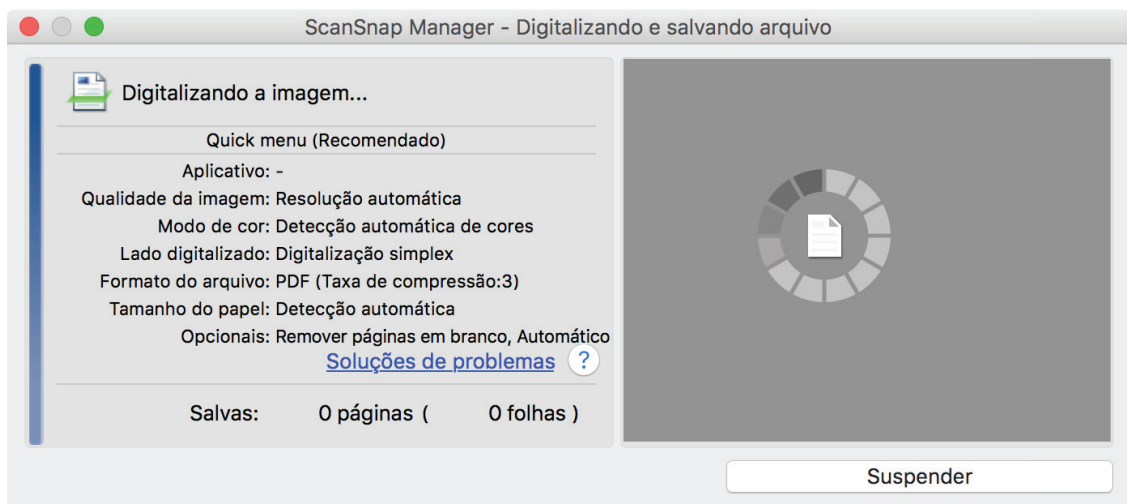 ScanSnap Manager - Digitalizando e salvando arquivo
Digitalizando a imagem...
Quick menu (Recomendado)
Aplicativo: -
Qualidade da imagem: Resolução automática
Modo de cor: Detecção automática de cores
Lado digitalizado: Digitalização simplex
Formato do arquivo: PDF (Taxa de compressão:3)
Tamanho do papel: Detecção automática
Opcionais: Remover páginas em branco, Automático
Soluções de problemas ?
Salvas: 0 páginas ( 0 folhas )
Suspender